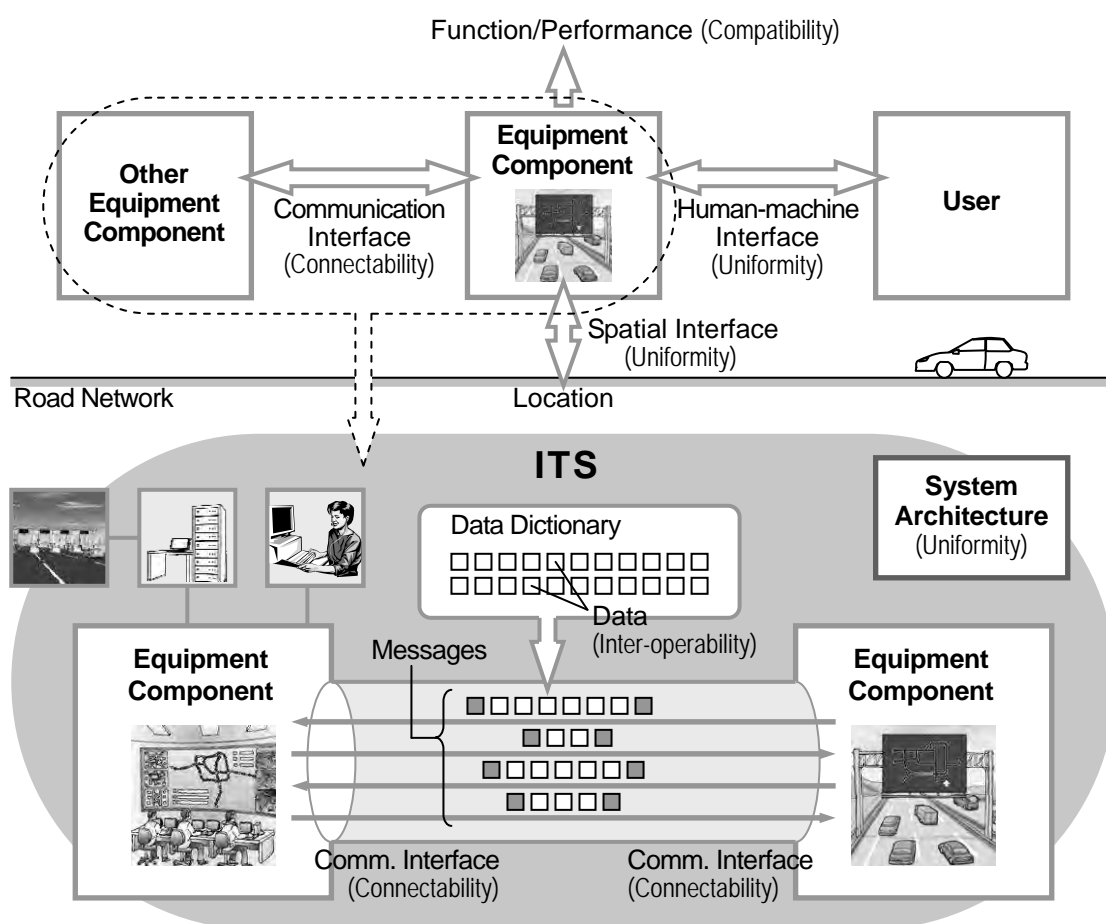 Function/Performance (Compatibility)
Other
Equipment
Component
Communication
Interface
(Connectability)
Equipment
Component
Human-machine
Interface
(Uniformity)
User
Spatial Interface
(Uniformity)
Road Network
Location
ITS
System
Architecture
(Uniformity)
Data Dictionary
Data
(Inter-operability)
Messages
Equipment
Component
Equipment
Component
Comm. Interface
(Connectability)
Comm. Interface
(Connectability)